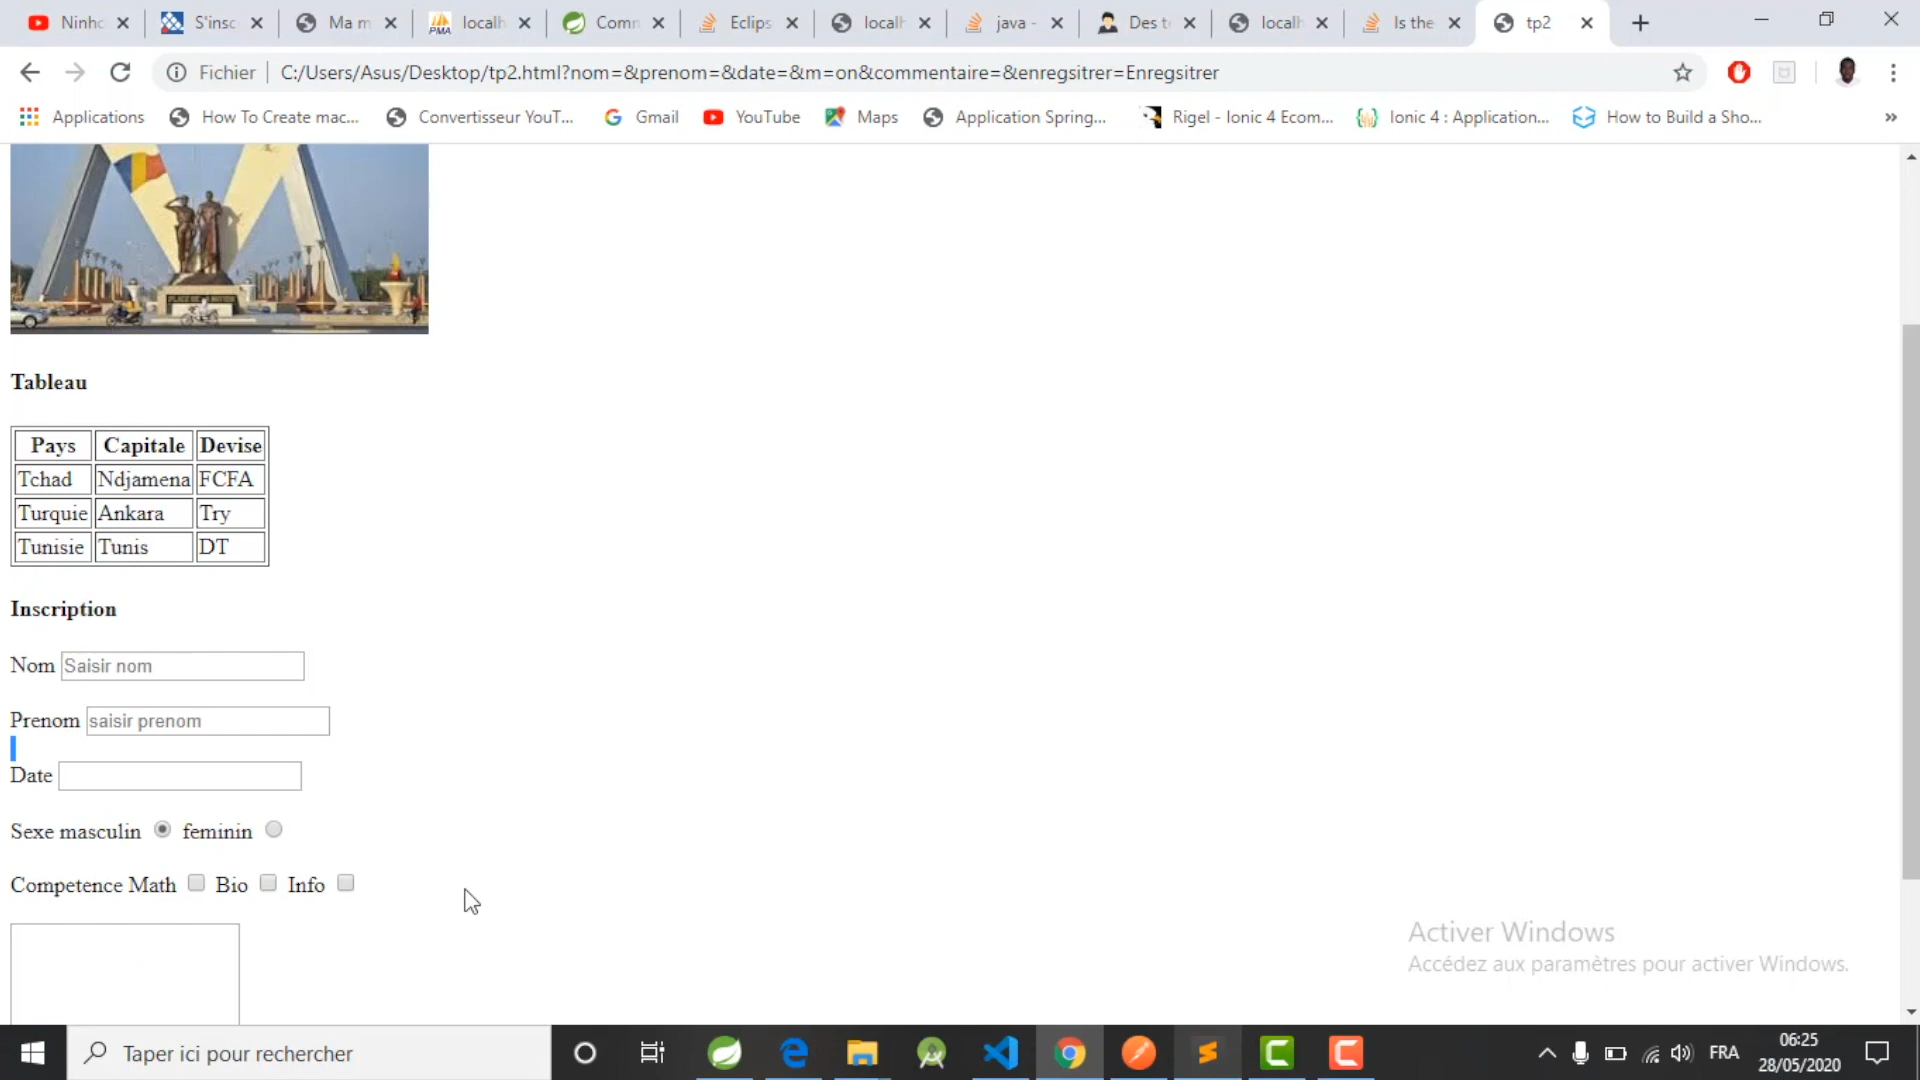 Ninho
S'insc
Ma m
localh
Comm
Eclips
localh
java -
Des t
localh
Is the
tp2
Fichier
C:/Users/Asus/Desktop/tp2.html?nom=&prenom=&date=&m=on&commentaire=&enregsitrer=Enregsitrer
Applications
How To Create mac...
Convertisseur YouT...
Gmail
YouTube
Maps
Application Spring...
Rigel - Ionic 4 Ecom...
Ionic 4 : Application...
How to Build a Sho...
»
Tableau
Pays Capitale Devise
Tchad Ndjamena FCFA
Turquie Ankara Try
Tunisie Tunis DT
Inscription
Nom Saisir nom
Prenom saisir prenom
Date
Sexe masculin feminin
Competence Math Bio Info
Activer Windows
Accédez aux paramètres pour activer Windows.
Taper ici pour rechercher
FRA
06:25
28/05/2020